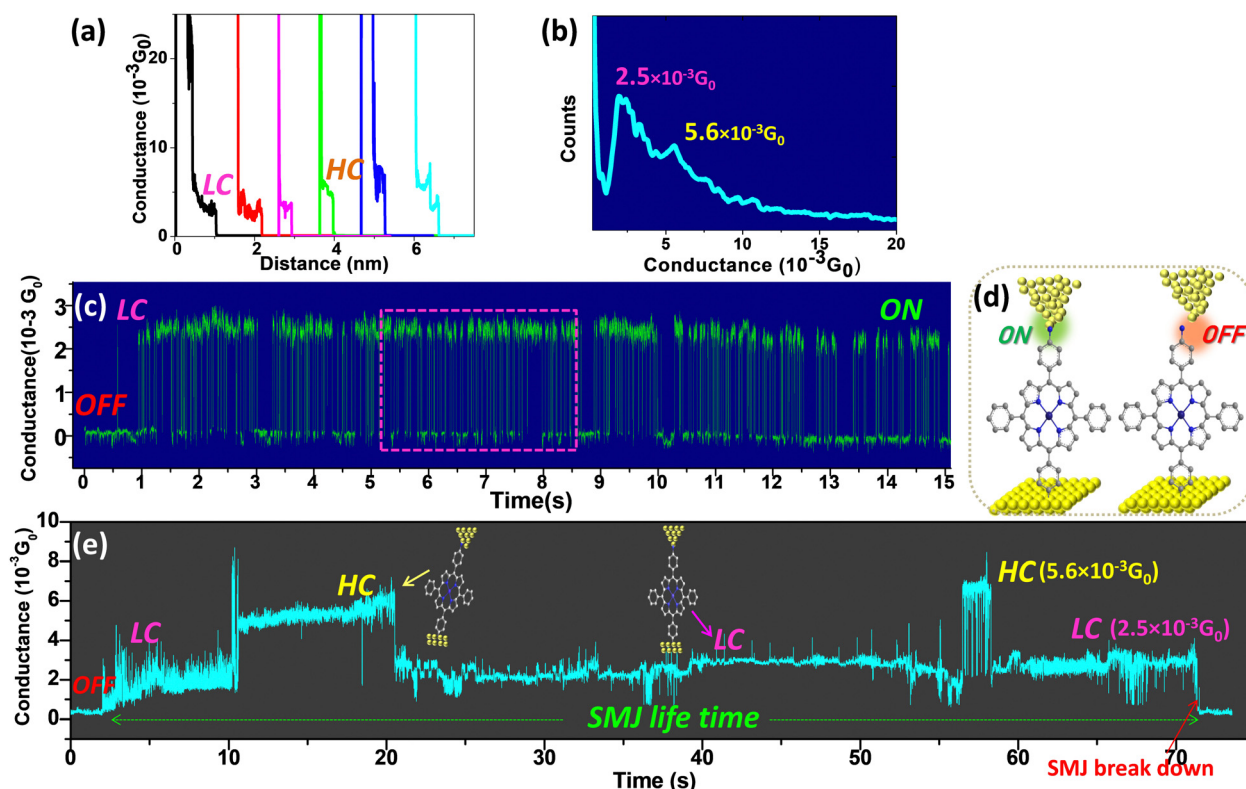 (a)
Conductance (10⁻³G₀)
20
10
0
LC
HC
0 2 4 6
Distance (nm)
(b)
Counts
2.5×10⁻³G₀
5.6×10⁻³G₀
5 10 15 20
Conductance (10⁻³G₀)
(c)
Conductance(10-3 G₀)
3
2
1
0
LC
ON
OFF
0 1 2 3 4 5 6 7 8 9 10 11 12 13 14 15
Time(s)
(d)
ON
OFF
(e)
Conductance (10⁻³G₀)
10
8
6
4
2
0
OFF
LC
HC
LC
HC (5.6×10⁻³G₀)
LC (2.5×10⁻³G₀)
SMJ life time
0 10 20 30 40 50 60 70
Time (s)
SMJ break down